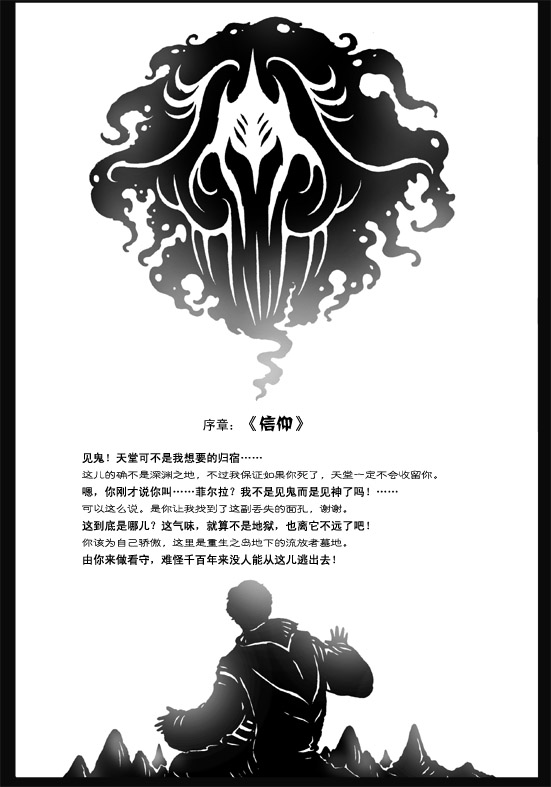 序章：《信仰》
见鬼！天堂可不是我想要的归宿……
这儿的确不是深渊之地，不过我保证如果你死了，天堂一定不会收留你。
嗯，你刚才说你叫……菲尔拉？我不是见鬼而是见神了吗！……
可以这么说。是你让我找到了这副丢失的面孔，谢谢。
这到底是哪儿？这气味，就算不是地狱，也离它不远了吧！
你该为自己骄傲，这里是重生之岛地下的流放者墓地。
由你来做看守，难怪千百年来没人能从这儿逃出去！